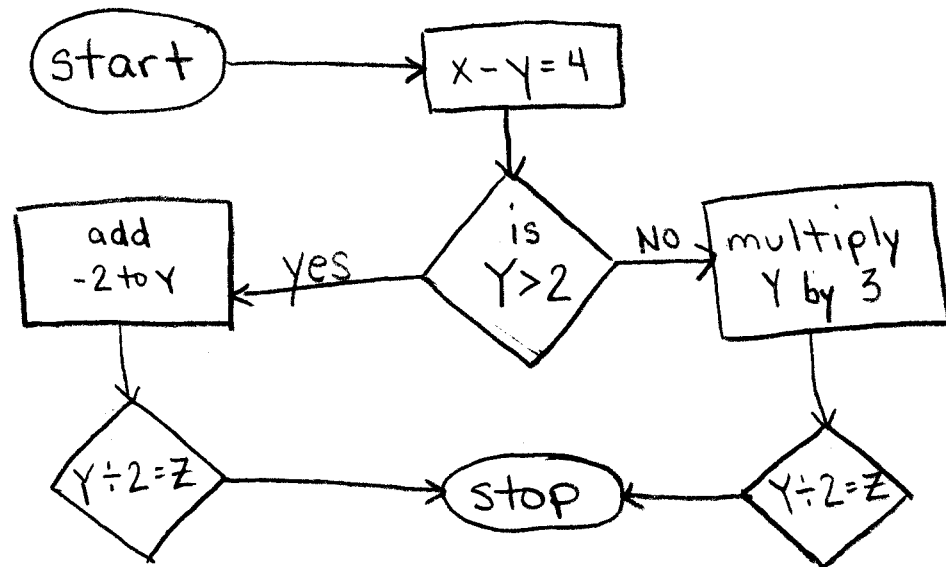 start
x - y = 4
is
Y > 2
yes
NO
add
-2 to Y
multiply
Y by 3
Y ÷ 2 = Z
stop
Y ÷ 2 = Z